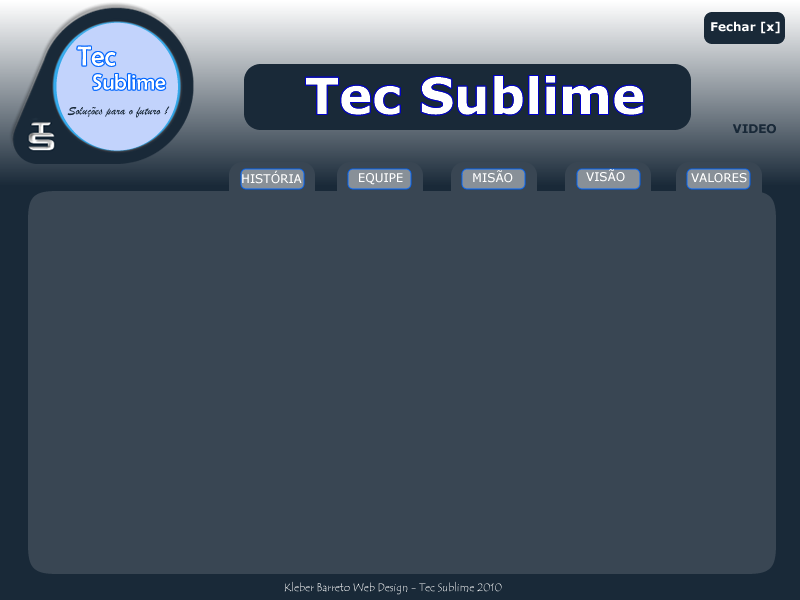 Tec
Sublime
Soluções para o futuro !
TS
Fechar [x]
Tec Sublime
VIDEO
HISTÓRIA
EQUIPE
MISÃO
VISÃO
VALORES
Kleber Barreto Web Design - Tec Sublime 2010